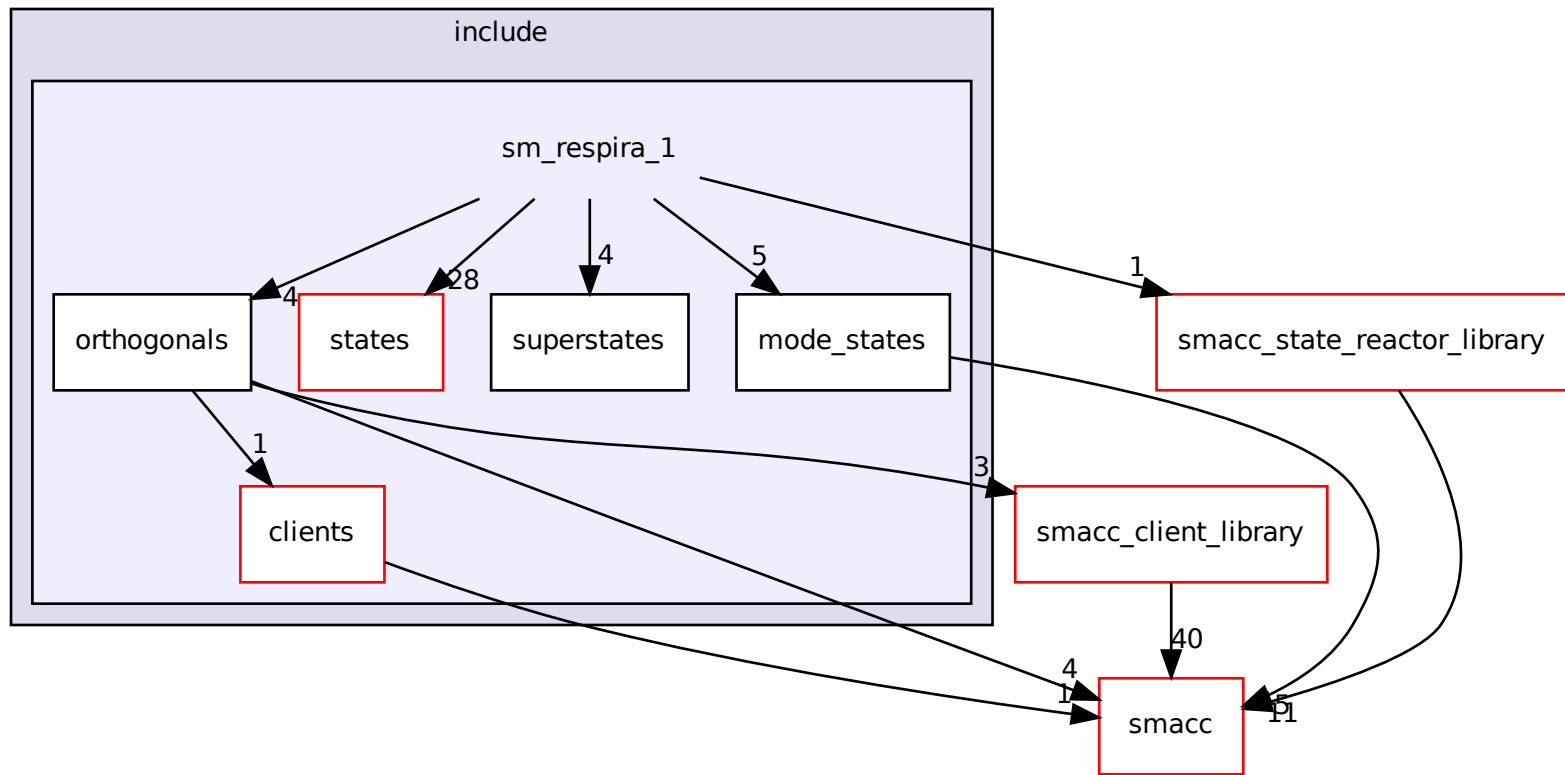 include
sm_respira_1
4
28
4
5
1
orthogonals
states
superstates
mode_states
smacc_state_reactor_library
1
3
clients
smacc_client_library
4
1
40
5
11
smacc